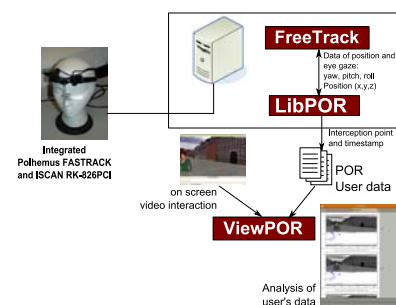 FreeTrack
Data of position and
eye gaze:
yaw, pitch, roll
Position (x,y,z)
LibPOR
Integrated
Polhemus FASTRACK
and ISCAN RK-826PCI
Interception point
and timestamp
POR
User data
on screen
video interaction
ViewPOR
Analysis of
user's data